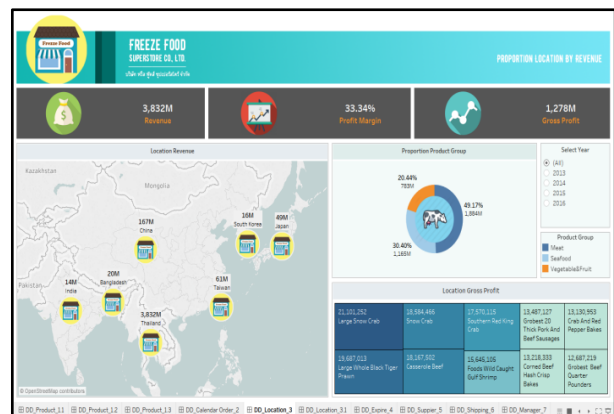 Freeze Food
FREEZE FOOD
SUPERSTORE CO., LTD.
PROPORTION LOCATION BY REVENUE
3,832M
Revenue
33.34%
Profit Margin
1,278M
Gross Profit
Location Revenue
Kazakhstan
Mongolia
167M
China
16M
South Korea
49M
Japan
14M
India
20M
Bangladesh
61M
Taiwan
3,832M
Thailand
Pakistan
© OpenStreetMap contributors
Proportion Product Group
20.44%
783M
49.17%
1,884M
30.40%
1,165M
Select Year
(All)
2013
2014
2015
2016
Product Group
Meat
Seafood
Vegetable&Fruit
Location Gross Profit
21,101,252
Large Snow Crab
18,584,466
Snow Crab
17,570,115
Southern Red King
Crab
13,487,127
Grobest 20
Thick Pork And
Beef Sausages
13,130,953
Crab And Red
Pepper Bakes
19,687,013
Large Whole Black Tiger
Prawn
18,167,602
Casserole Beef
15,645,105
Foods Wild Caught
Gulf Shrimp
13,218,333
Corned Beef
Hash Crisp
Bakes
12,687,219
Grobest Beef
Quarter
Pounders
DD_Product_1.1
DD_Product_1.2
DD_Product_1.3
DD_Calendar Order_2
DD_Location_3
DD_Location_3.1
DD_Expire_4
DD_Suppier_5
DD_Shipping_6
DD_Manager_7